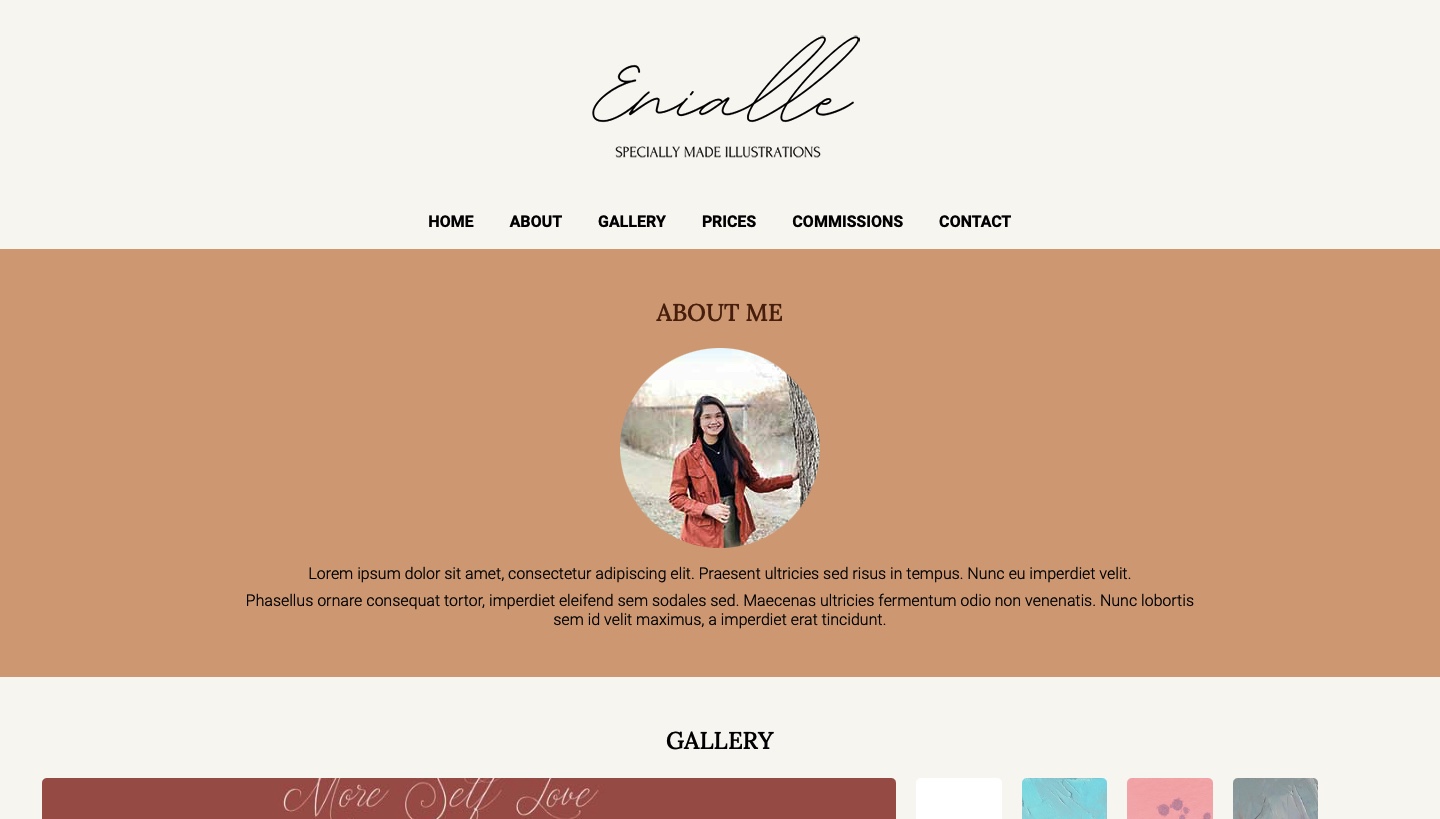 Enialle
SPECIALLY MADE ILLUSTRATIONS
HOME ABOUT GALLERY PRICES COMMISSIONS CONTACT
ABOUT ME
Lorem ipsum dolor sit amet, consectetur adipiscing elit. Praesent ultricies sed risus in tempus. Nunc eu imperdiet velit.
Phasellus ornare consequat tortor, imperdiet eleifend sem sodales sed. Maecenas ultricies fermentum odio non venenatis. Nunc lobortis
sem id velit maximus, a imperdiet erat tincidunt.
GALLERY
More Self Love